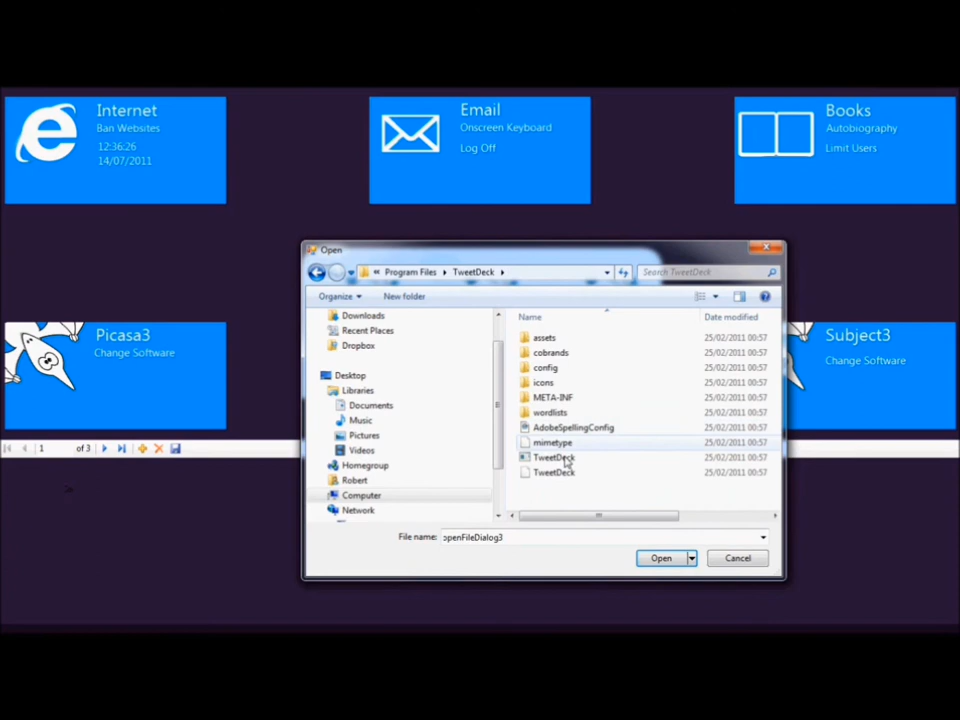 Internet
Ban Websites
12:36:26
14/07/2011
Email
Onscreen Keyboard
Log Off
Books
Autobiography
Limit Users
Open
« Program Files TweetDeck
Search TweetDeck
Organize
New folder
Downloads
Recent Places
Dropbox
Desktop
Libraries
Documents
Music
Pictures
Videos
Homegroup
Robert
Computer
Network
Name Date modified
assets 25/02/2011 00:57
cobrands 25/02/2011 00:57
config 25/02/2011 00:57
icons 25/02/2011 00:57
META-INF 25/02/2011 00:57
wordlists 25/02/2011 00:57
AdobeSpellingConfig 25/02/2011 00:57
mimetype 25/02/2011 00:57
TweetDeck 25/02/2011 00:57
TweetDeck 25/02/2011 00:57
File name: openFileDialog3
Open
Cancel
Picasa3
Change Software
Subject3
Change Software
1 of 3